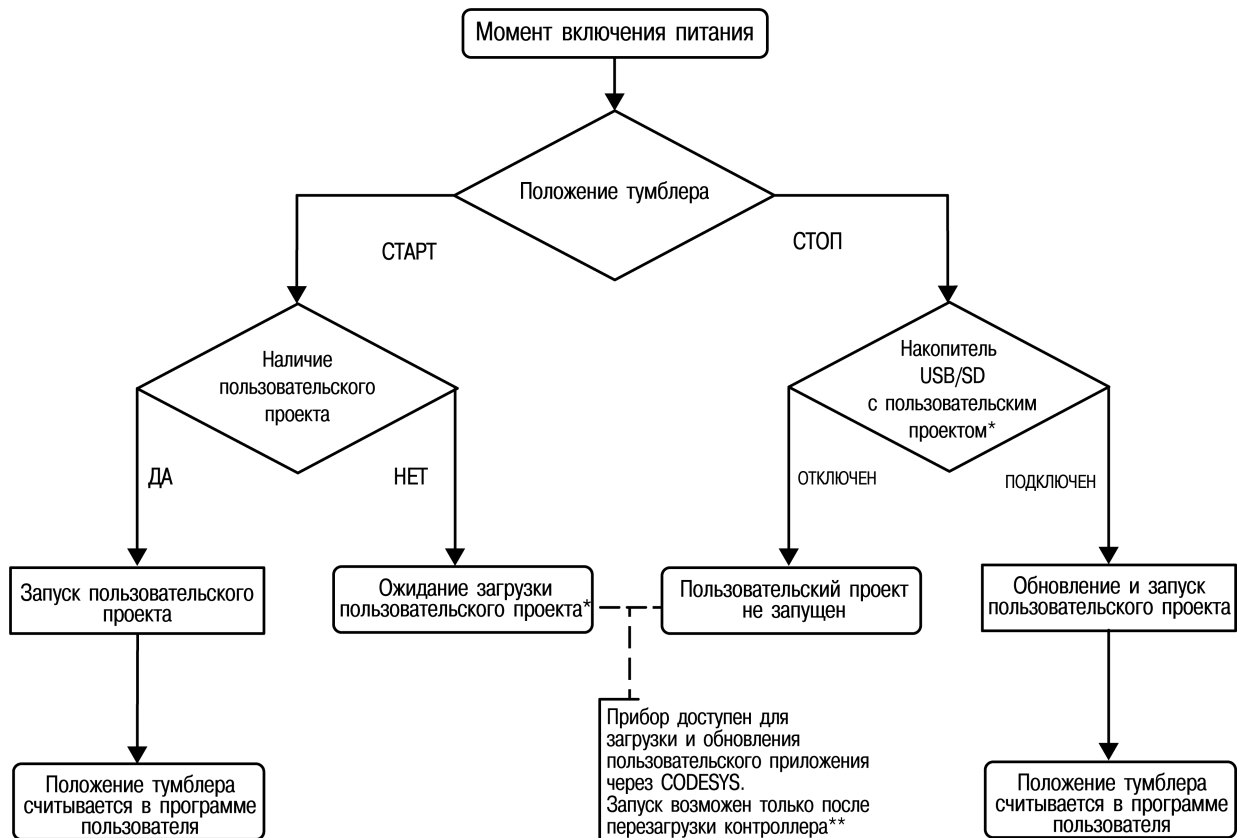 Момент включения питания
Положение тумблера
СТАРТ
СТОП
Наличие
пользовательского
проекта
Накопитель
USB/SD
с пользовательским
проектом*
ДА
НЕТ
ОТКЛЮЧЕН
ПОДКЛЮЧЕН
Запуск пользовательского
проекта
Ожидание загрузки
пользовательского проекта*
Пользовательский проект
не запущен
Обновление и запуск
пользовательского проекта
Прибор доступен для
загрузки и обновления
пользовательского приложения
через CODESYS.
Запуск возможен только после
перезагрузки контроллера**
Положение тумблера
считывается в программе
пользователя
Положение тумблера
считывается в программе
пользователя